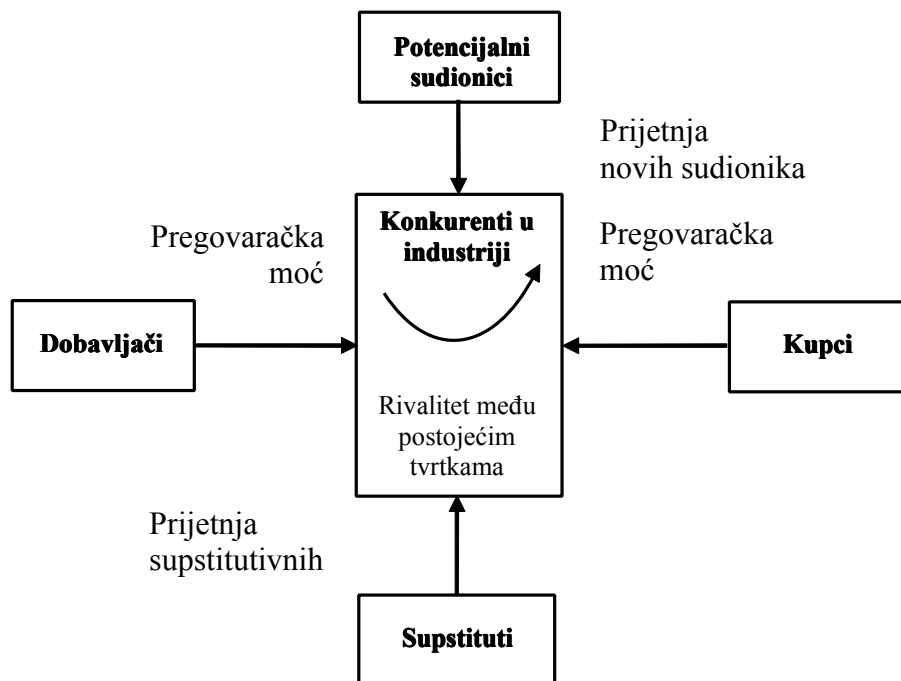 Potencijalni
sudionici
Prijetnja
novih sudionika
Konkurenti u
industriji
Pregovaračka
moć
Pregovaračka
moć
Dobavljači
Kupci
Rivalitet među
postojećim
tvrtkama
Prijetnja
supstitutivnih
Supstituti